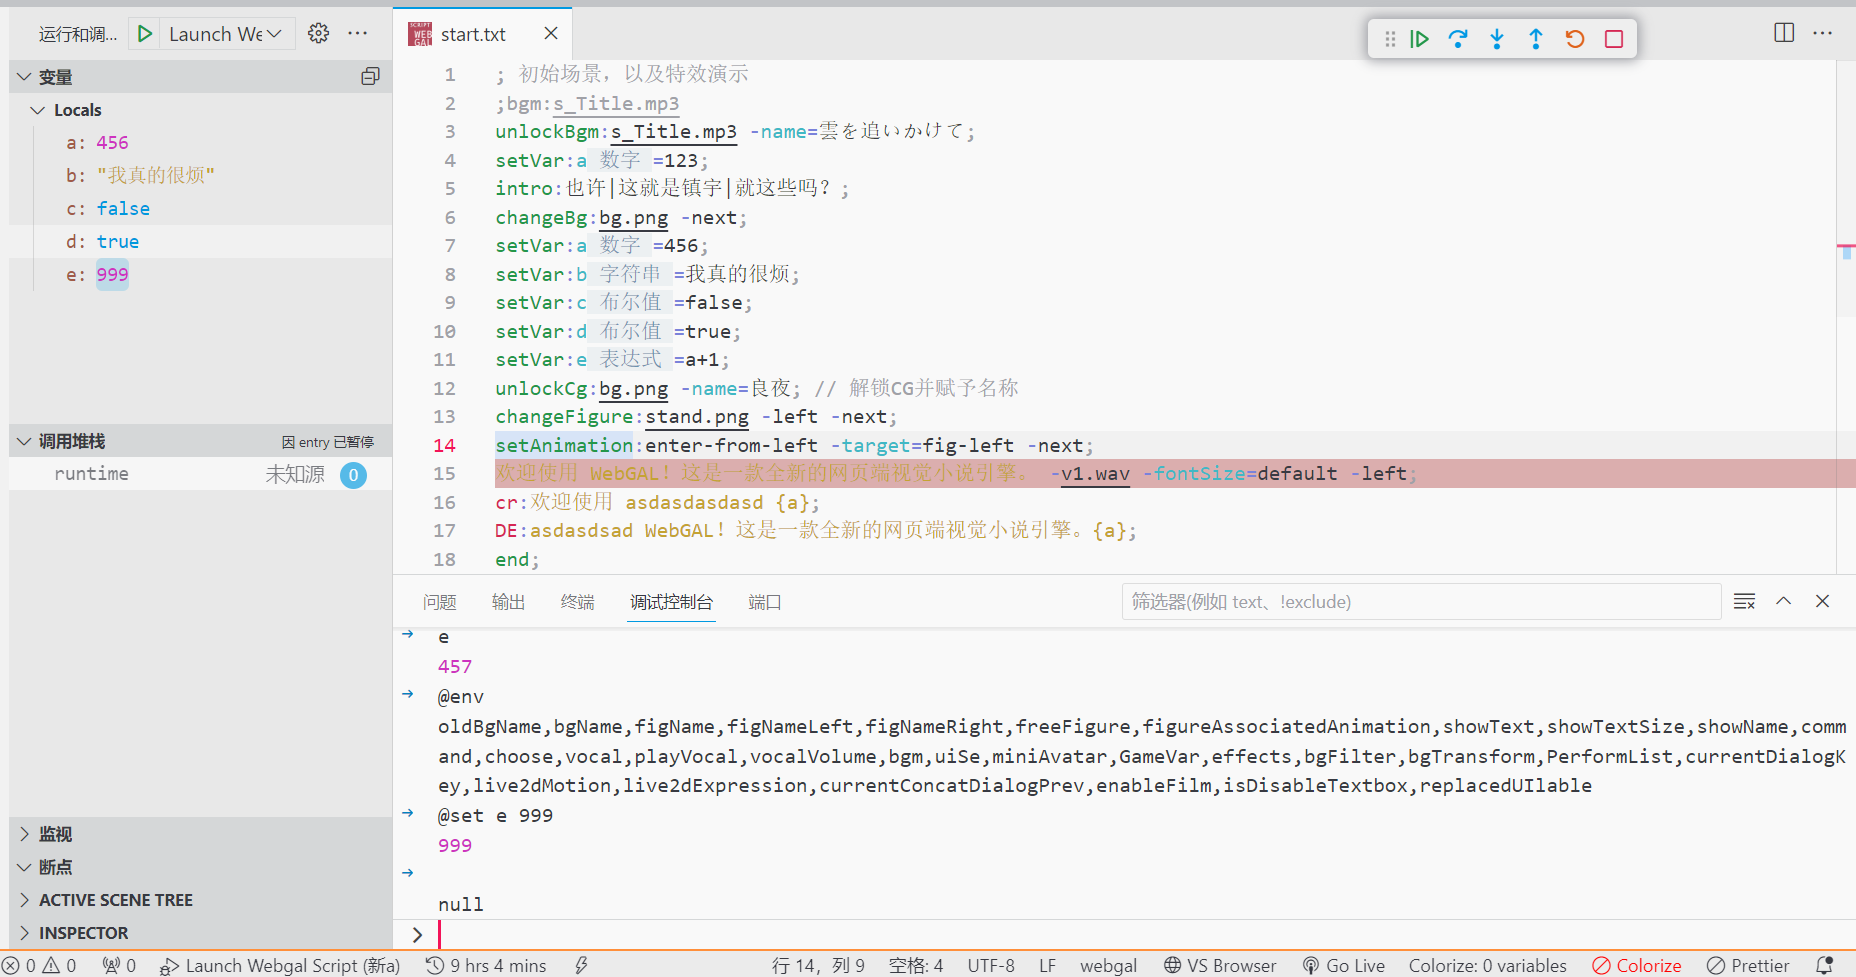 运行和调...
Launch We
start.txt
变量
Locals
a: 456
b: "我真的很烦"
c: false
d: true
e: 999
调用堆栈
因 entry 已暂停
runtime
未知源
0
监视
断点
ACTIVE SCENE TREE
INSPECTOR
1 ; 初始场景，以及特效演示
2 ;bgm:s_Title.mp3
3 unlockBgm:s_Title.mp3 -name=雲を追いかけて;
4 setVar:a 数字 =123;
5 intro:也许|这就是镇宇|就这些吗？;
6 changeBg:bg.png -next;
7 setVar:a 数字 =456;
8 setVar:b 字符串 =我真的很烦;
9 setVar:c 布尔值 =false;
10 setVar:d 布尔值 =true;
11 setVar:e 表达式 =a+1;
12 unlockCg:bg.png -name=良夜; // 解锁CG并赋予名称
13 changeFigure:stand.png -left -next;
14 setAnimation:enter-from-left -target=fig-left -next;
15 欢迎使用 WebGAL！这是一款全新的网页端视觉小说引擎。 -v1.wav -fontSize=default -left;
16 cr:欢迎使用 asdasdasdasd {a};
17 DE:asdasdsad WebGAL！这是一款全新的网页端视觉小说引擎。{a};
18 end;
问题 输出 终端 调试控制台 端口
筛选器(例如 text、!exclude)
e
457
@env
oldBgName,bgName,figName,figNameLeft,figNameRight,freeFigure,figureAssociatedAnimation,showText,showTextSize,showName,comm
and,choose,vocal,playVocal,vocalVolume,bgm,uiSe,miniAvatar,GameVar,effects,bgFilter,bgTransform,PerformList,currentDialogK
ey,live2dMotion,live2dExpression,currentConcatDialogPrev,enableFilm,isDisableTextbox,replacedUIlable
@set e 999
999
null
0 0 0 Launch Webgal Script (新a) 9 hrs 4 mins 行 14，列 9 空格: 4 UTF-8 LF webgal VS Browser Go Live Colorize: 0 variables Colorize Prettier